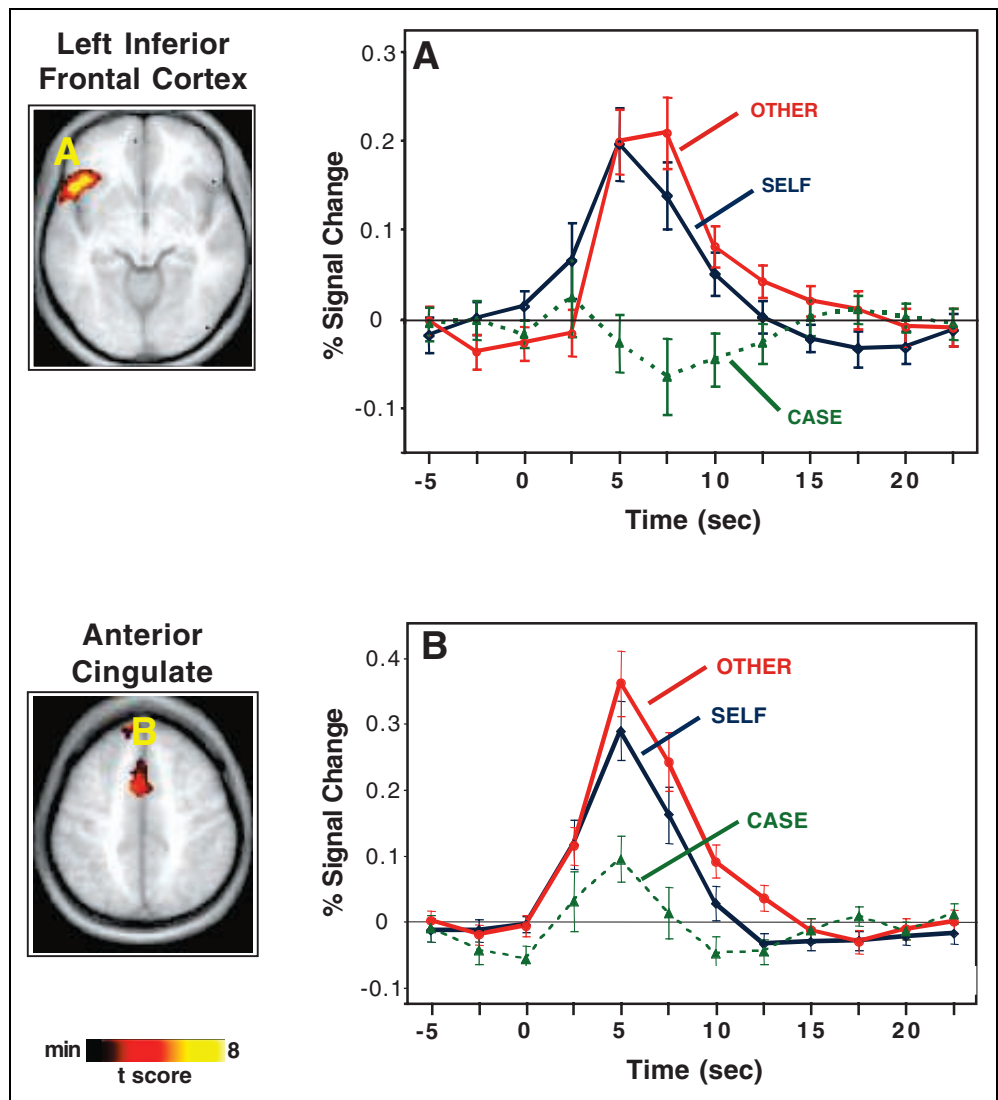 Left Inferior
Frontal Cortex
A
A
0.3
0.2
0.1
0
-0.1
% Signal Change
OTHER
SELF
CASE
-5 0 5 10 15 20
Time (sec)
Anterior
Cingulate
B
B
0.4
0.3
0.2
0.1
0
-0.1
% Signal Change
OTHER
SELF
CASE
-5 0 5 10 15 20
Time (sec)
min 8
t score